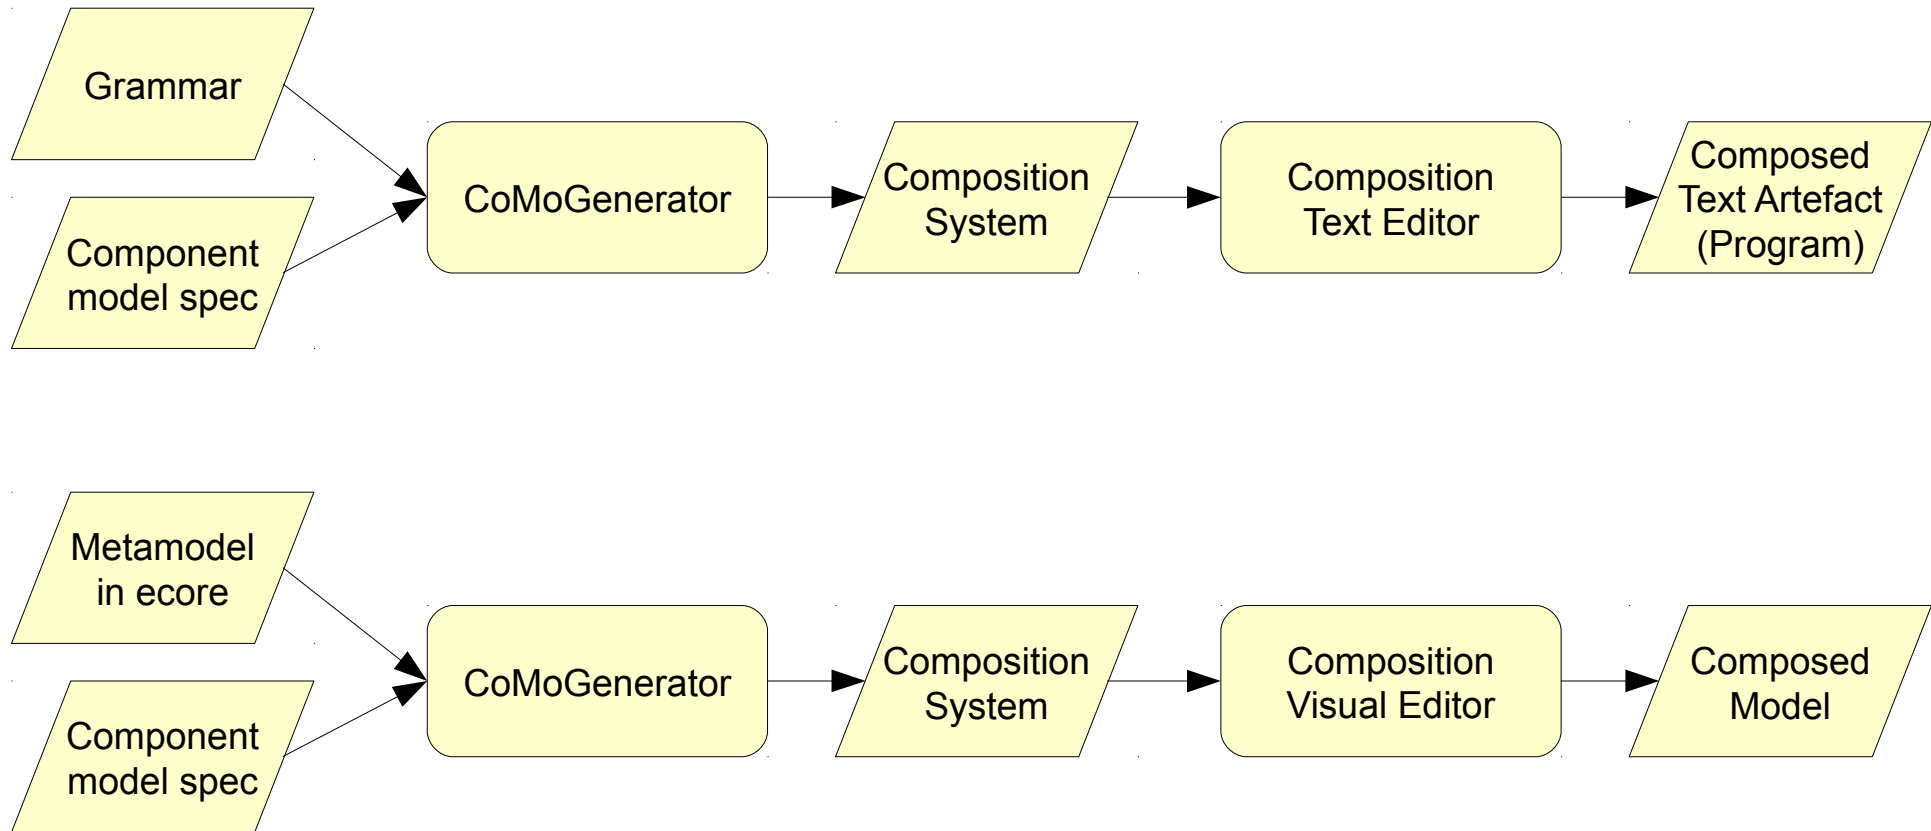 Grammar
Component
model spec
CoMoGenerator
Composition
System
Composition
Text Editor
Composed
Text Artefact
(Program)
Metamodel
in ecore
Component
model spec
CoMoGenerator
Composition
System
Composition
Visual Editor
Composed
Model